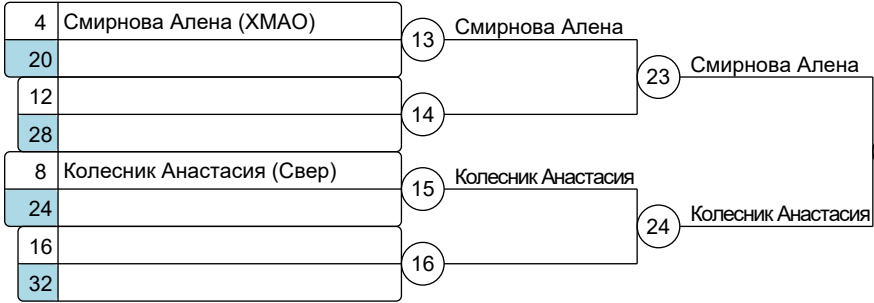 4 Смирнова Алена (ХМАО)
13 Смирнова Алена
20
23 Смирнова Алена
12
14
28
8 Колесник Анастасия (Свер)
15 Колесник Анастасия
24
24 Колесник Анастасия
16
16
32